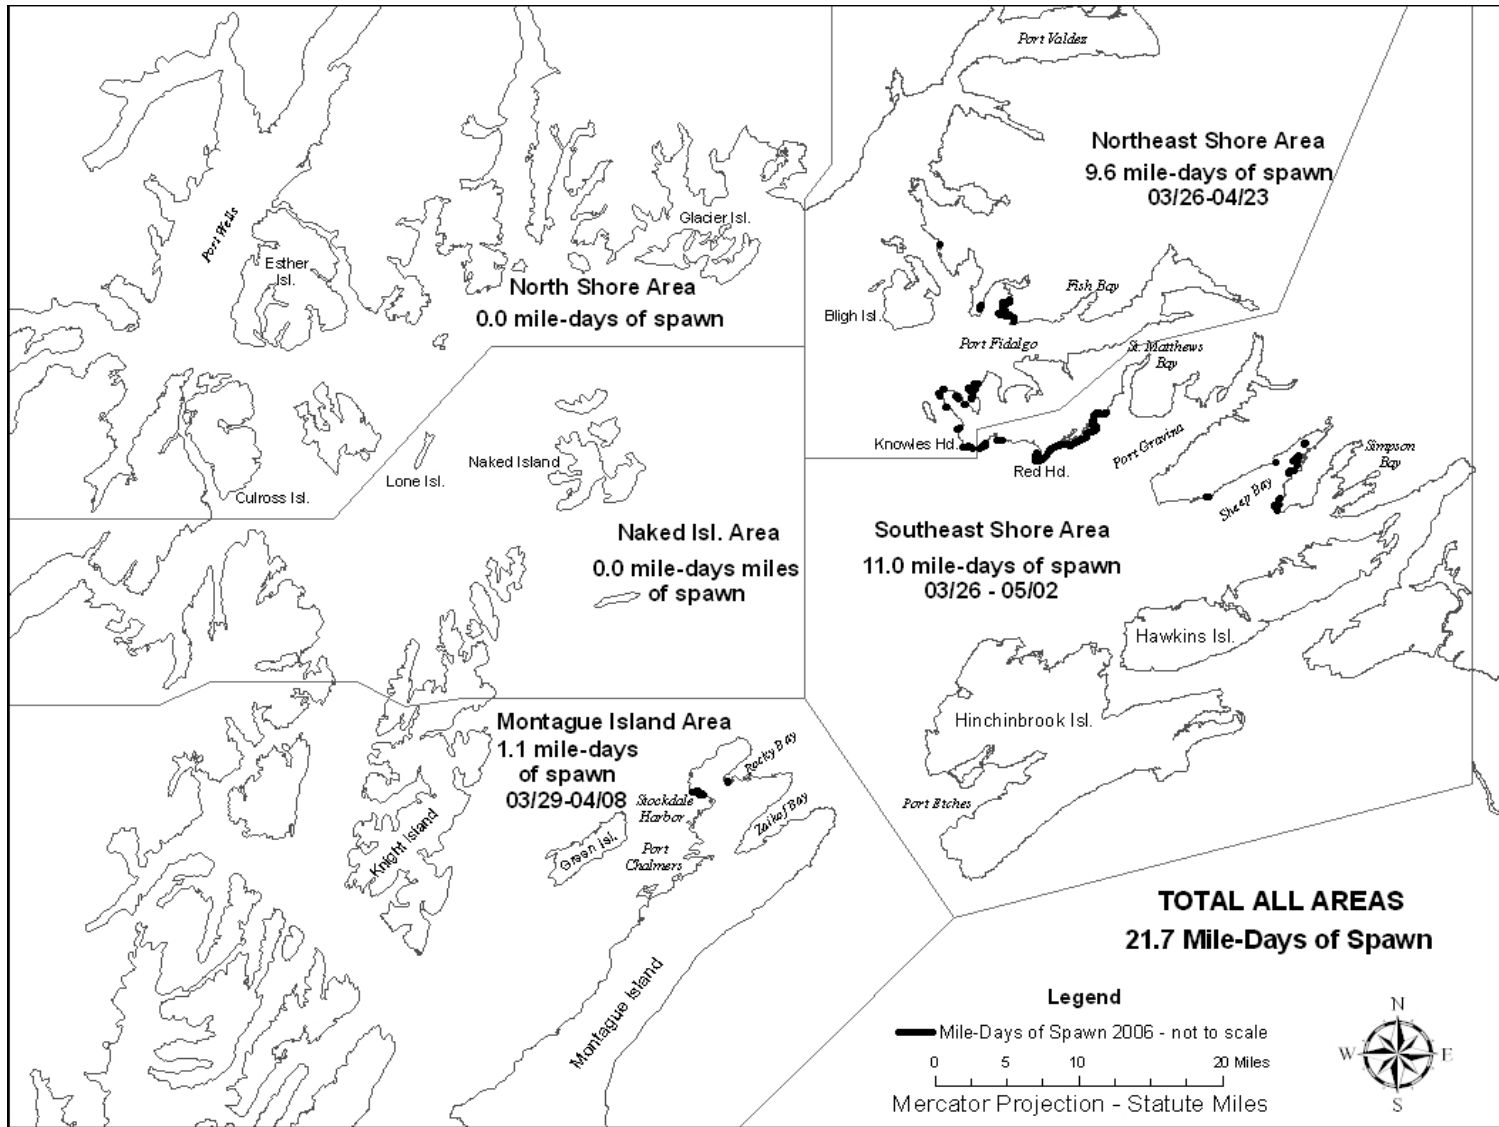 Port Valdez
Northeast Shore Area
9.6 mile-days of spawn
03/26-04/23
Port Wells
Glacier Isl.
Esther
Isl.
North Shore Area
0.0 mile-days of spawn
Fish Bay
Bligh Isl.
Port Fidalgo
St. Matthews
Bay
Knowles Hd.
Red Hd.
Port Gravina
Simpson
Bay
Sheep Bay
Naked Island
Lone Isl.
Culross Isl.
Naked Isl. Area
0.0 mile-days miles
of spawn
Southeast Shore Area
11.0 mile-days of spawn
03/26 - 05/02
Hawkins Isl.
Hinchinbrook Isl.
Port Etches
Montague Island Area
1.1 mile-days
of spawn
03/29-04/08
Rocky Bay
Stockdale
Harbor
Zaikof Bay
Green Isl.
Port
Chalmers
Knight Island
Montague Island
TOTAL ALL AREAS
21.7 Mile-Days of Spawn
Legend
Mile-Days of Spawn 2006 - not to scale
0 5 10 20 Miles
Mercator Projection - Statute Miles
N
W E
S